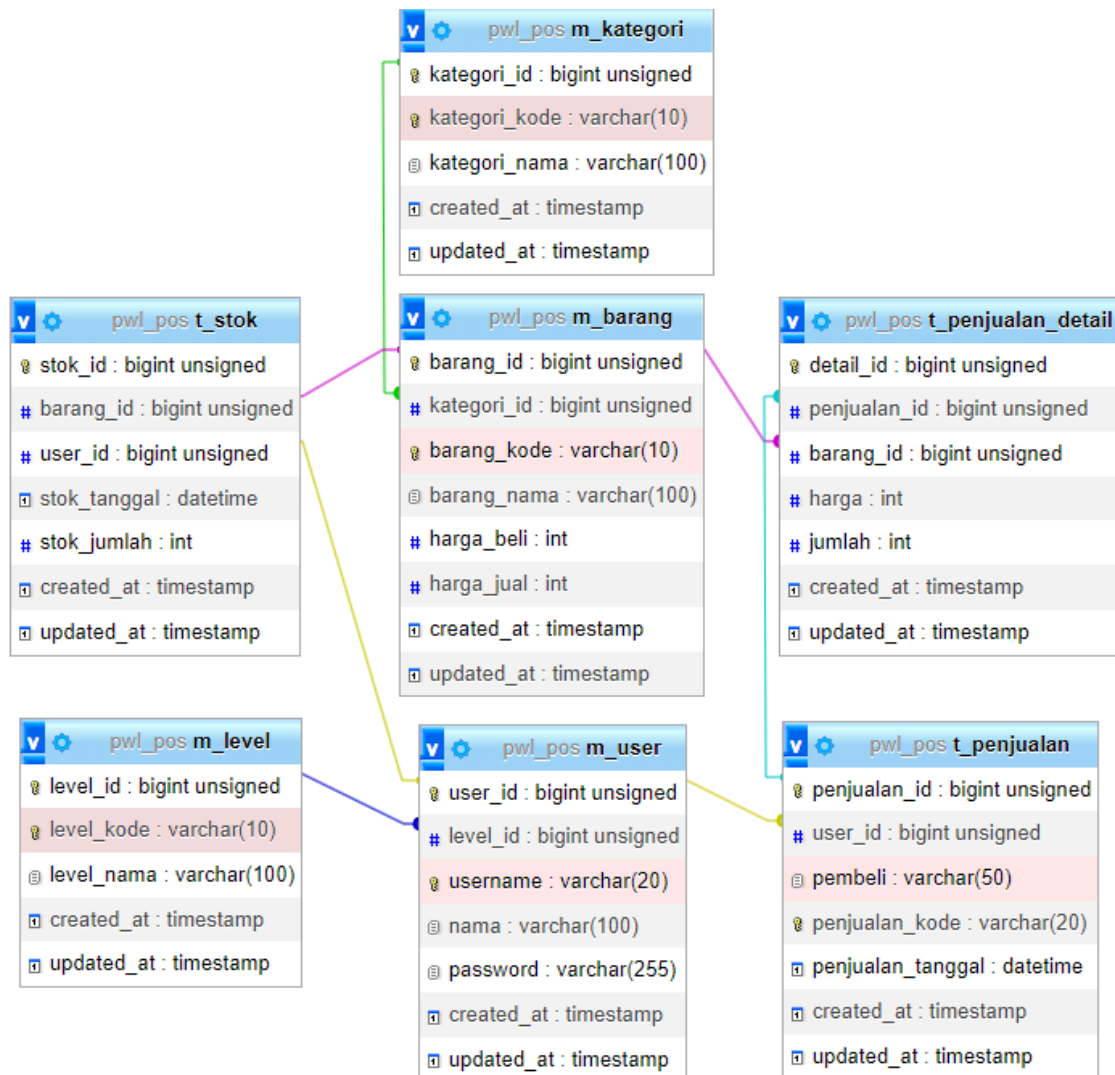 pwl_pos m_kategori
kategori_id : bigint unsigned
kategori_kode : varchar(10)
kategori_nama : varchar(100)
created_at : timestamp
updated_at : timestamp
pwl_pos t_stok
stok_id : bigint unsigned
barang_id : bigint unsigned
user_id : bigint unsigned
stok_tanggal : datetime
stok_jumlah : int
created_at : timestamp
updated_at : timestamp
pwl_pos m_barang
barang_id : bigint unsigned
kategori_id : bigint unsigned
barang_kode : varchar(10)
barang_nama : varchar(100)
harga_beli : int
harga_jual : int
created_at : timestamp
updated_at : timestamp
pwl_pos t_penjualan_detail
detail_id : bigint unsigned
penjualan_id : bigint unsigned
barang_id : bigint unsigned
harga : int
jumlah : int
created_at : timestamp
updated_at : timestamp
pwl_pos m_level
level_id : bigint unsigned
level_kode : varchar(10)
level_nama : varchar(100)
created_at : timestamp
updated_at : timestamp
pwl_pos m_user
user_id : bigint unsigned
level_id : bigint unsigned
username : varchar(20)
nama : varchar(100)
password : varchar(255)
created_at : timestamp
updated_at : timestamp
pwl_pos t_penjualan
penjualan_id : bigint unsigned
user_id : bigint unsigned
pembeli : varchar(50)
penjualan_kode : varchar(20)
penjualan_tanggal : datetime
created_at : timestamp
updated_at : timestamp